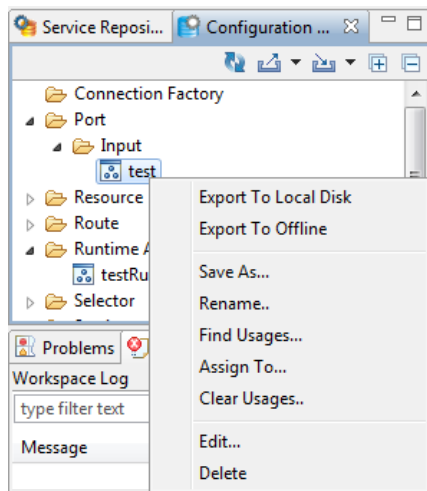 Service Reposi... Configuration ...
Connection Factory
Port
Input
test
Resource
Route
Runtime A
testRu
Selector
Export To Local Disk
Export To Offline
Save As...
Rename..
Find Usages...
Assign To...
Clear Usages..
Edit...
Delete
Problems
Workspace Log
type filter text
Message